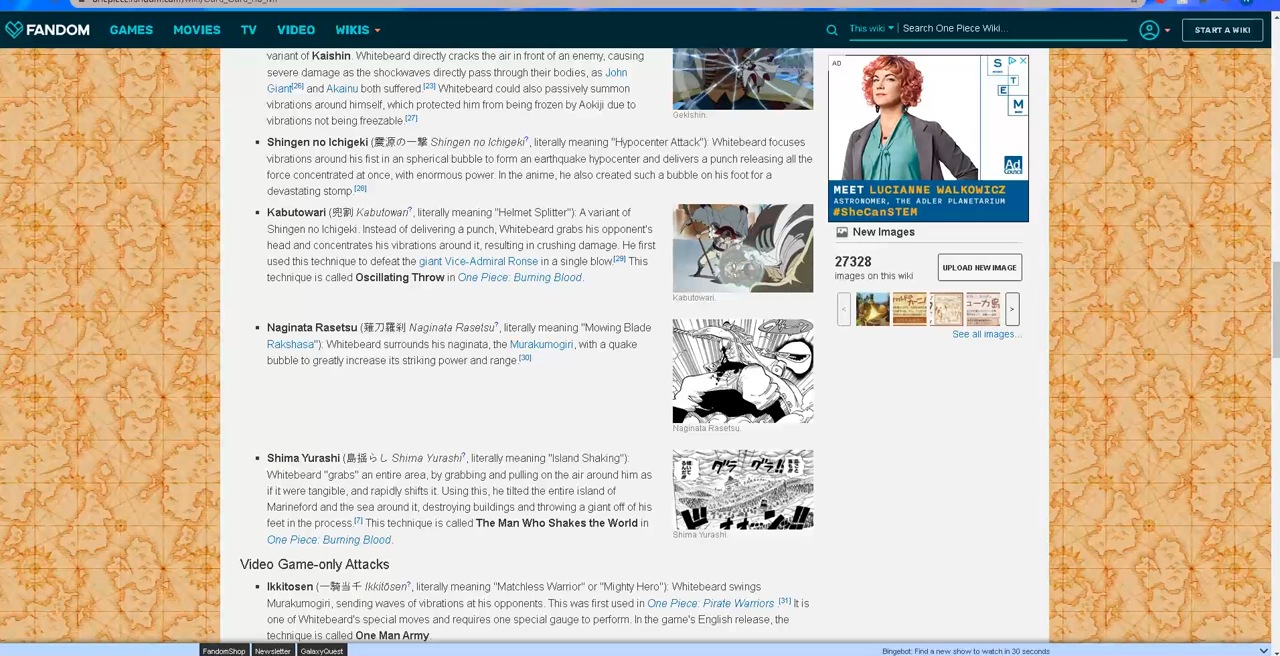 FANDOM GAMES MOVIES TV VIDEO WIKIS This wiki Search One Piece Wiki... START A WIKI
variant of Kaishin. Whitebeard directly cracks the air in front of an enemy, causing
severe damage as the shockwaves directly pass through their bodies, as John
Giant[26] and Akainu both suffered.[23] Whitebeard could also passively summon
vibrations around himself, which protected him from being frozen by Aokiji due to
vibrations not being freezable.[27]
Gekishin.
Shingen no Ichigeki (震源の一撃 Shingen no Ichigeki?, literally meaning "Hypocenter Attack"): Whitebeard focuses
vibrations around his fist in an spherical bubble to form an earthquake hypocenter and delivers a punch releasing all the
force concentrated at once, with enormous power. In the anime, he also created such a bubble on his foot for a
devastating stomp.[28]
Kabutowari (兜割 Kabutowari?, literally meaning "Helmet Splitter"): A variant of
Shingen no Ichigeki. Instead of delivering a punch, Whitebeard grabs his opponent's
head and concentrates his vibrations around it, resulting in crushing damage. He first
used this technique to defeat the giant Vice-Admiral Ronse in a single blow.[29] This
technique is called Oscillating Throw in One Piece: Burning Blood.
Kabutowari.
Naginata Rasetsu (薙刀羅刹 Naginata Rasetsu?, literally meaning "Mowing Blade
Rakshasa"): Whitebeard surrounds his naginata, the Murakumogiri, with a quake
bubble to greatly increase its striking power and range.[30]
Naginata Rasetsu.
Shima Yurashi (島揺らし Shima Yurashi?, literally meaning "Island Shaking"):
Whitebeard "grabs" an entire area, by grabbing and pulling on the air around him as
if it were tangible, and rapidly shifts it. Using this, he tilted the entire island of
Marineford and the sea around it, destroying buildings and throwing a giant off of his
feet in the process.[7] This technique is called The Man Who Shakes the World in
One Piece: Burning Blood.
グラ グラ!!
Shima Yurashi.
Video Game-only Attacks
Ikkitosen (一騎当千 Ikkitōsen?, literally meaning "Matchless Warrior" or "Mighty Hero"): Whitebeard swings
Murakumogiri, sending waves of vibrations at his opponents. This was first used in One Piece: Pirate Warriors.[31] It is
one of Whitebeard's special moves and requires one special gauge to perform. In the game's English release, the
technique is called One Man Army.
AD
S
T
E
M
Ad
Council
MEET LUCIANNE WALKOWICZ
ASTRONOMER, THE ADLER PLANETARIUM
#SheCanSTEM
New Images
27328
images on this wiki
UPLOAD NEW IMAGE
< >
See all images...
FandomShop Newsletter GalaxyQuest Bingebot: Find a new show to watch in 30 seconds